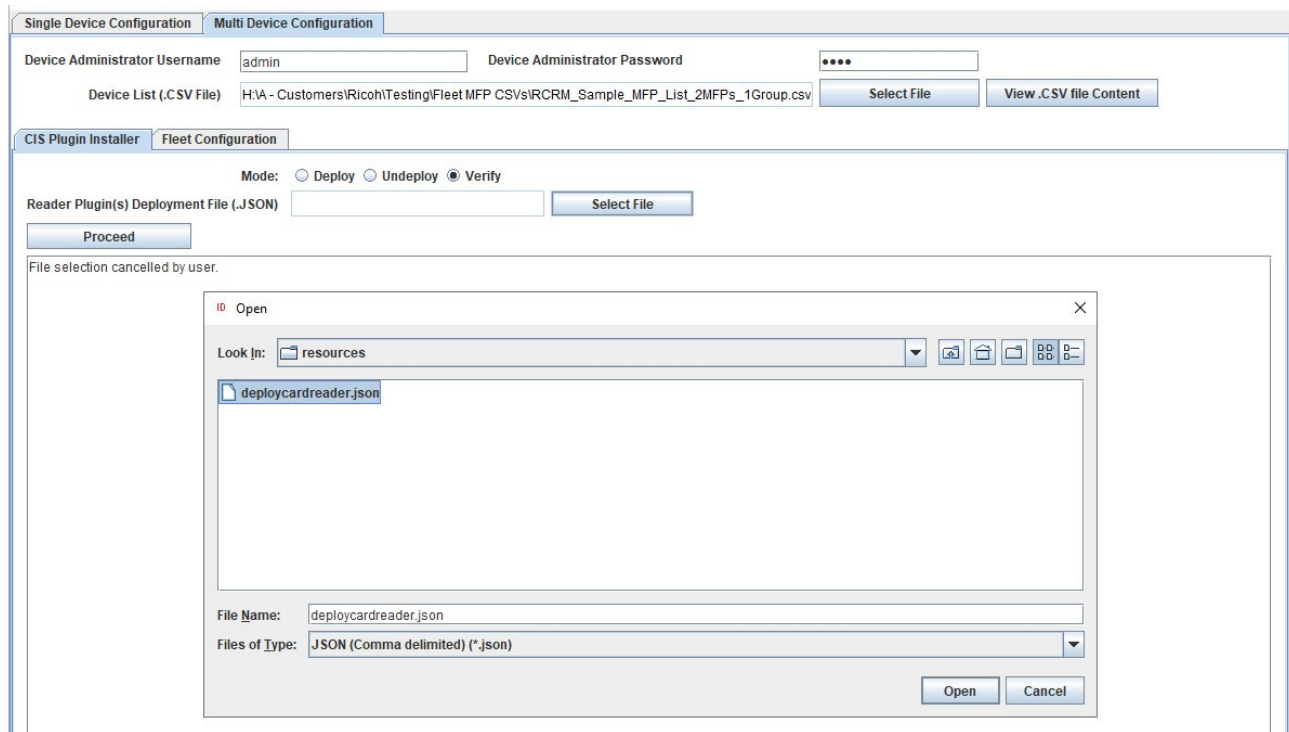 Single Device Configuration Multi Device Configuration
Device Administrator Username admin Device Administrator Password ••••
Device List (.CSV File) H:\A - Customers\Ricoh\Testing\Fleet MFP CSVs\RCRM_Sample_MFP_List_2MFPs_1Group.csv Select File View .CSV file Content
CIS Plugin Installer Fleet Configuration
Mode: Deploy Undeploy Verify
Reader Plugin(s) Deployment File (.JSON) Select File
Proceed
File selection cancelled by user.
ID Open
Look In: resources
deploycardreader.json
File Name: deploycardreader.json
Files of Type: JSON (Comma delimited) (*.json)
Open Cancel